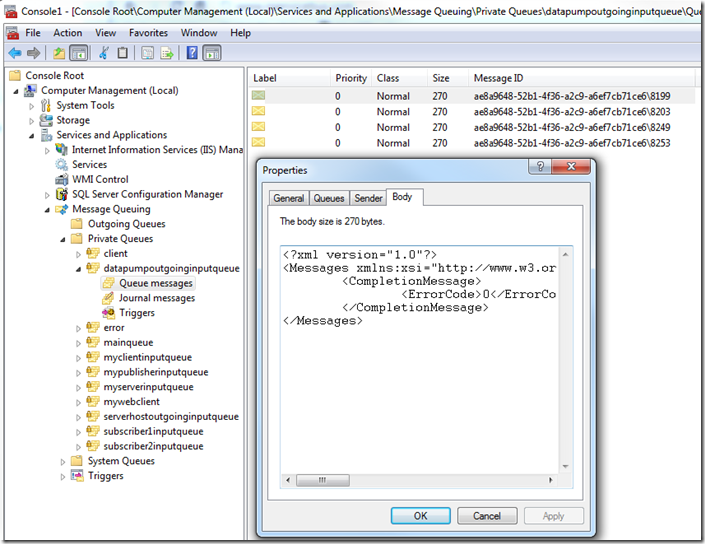 Console1 - [Console Root\Computer Management (Local)\Services and Applications\Message Queuing\Private Queues\datapumpoutgoinginputqueue\Que
File Action View Favorites Window Help
Console Root
Computer Management (Local)
System Tools
Storage
Services and Applications
Internet Information Services (IIS) Mana
Services
WMI Control
SQL Server Configuration Manager
Message Queuing
Outgoing Queues
Private Queues
client
datapumpoutgoinginputqueue
Queue messages
Journal messages
Triggers
error
mainqueue
myclientinputqueue
mypublisherinputqueue
myserverinputqueue
mywebclient
serverhostoutgoinginputqueue
subscriber1inputqueue
subscriber2inputqueue
System Queues
Triggers
Label Priority Class Size Message ID
0 Normal 270 ae8a9648-52b1-4f36-a2c9-a6ef7cb71ce6\8199
0 Normal 270 ae8a9648-52b1-4f36-a2c9-a6ef7cb71ce6\8203
0 Normal 270 ae8a9648-52b1-4f36-a2c9-a6ef7cb71ce6\8249
0 Normal 270 ae8a9648-52b1-4f36-a2c9-a6ef7cb71ce6\8253
Properties
General Queues Sender Body
The body size is 270 bytes.
<?xml version="1.0"?>
<Messages xmlns:xsi="http://www.w3.or
<CompletionMessage>
<ErrorCode>0</ErrorCo
</CompletionMessage>
</Messages>
OK Cancel Apply